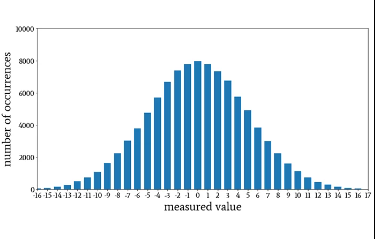 10000
8000
6000
4000
2000
0
number of occurrences
-16 -15 -14 -13 -12 -11 -10 -9 -8 -7 -6 -5 -4 -3 -2 -1 0 1 2 3 4 5 6 7 8 9 10 11 12 13 14 15 16 17
measured value